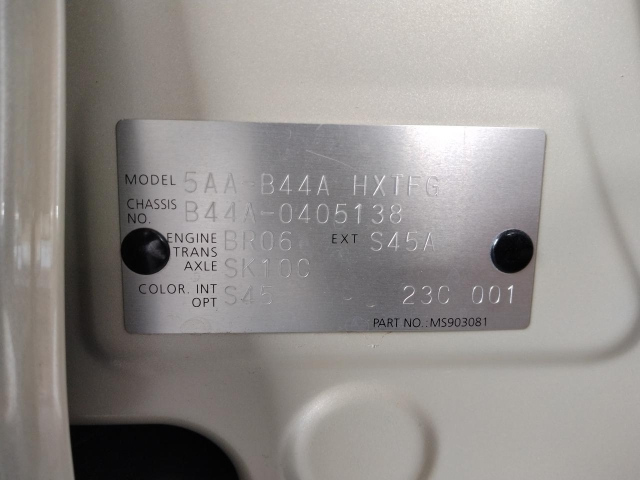 MODEL 5AA-B44A HXTFG
CHASSIS NO. B44A-0405138
ENGINE BR06 EXT S45A
TRANS AXLE SK10C
COLOR. INT OPT S45 - 23C 001
PART NO.:MS903081